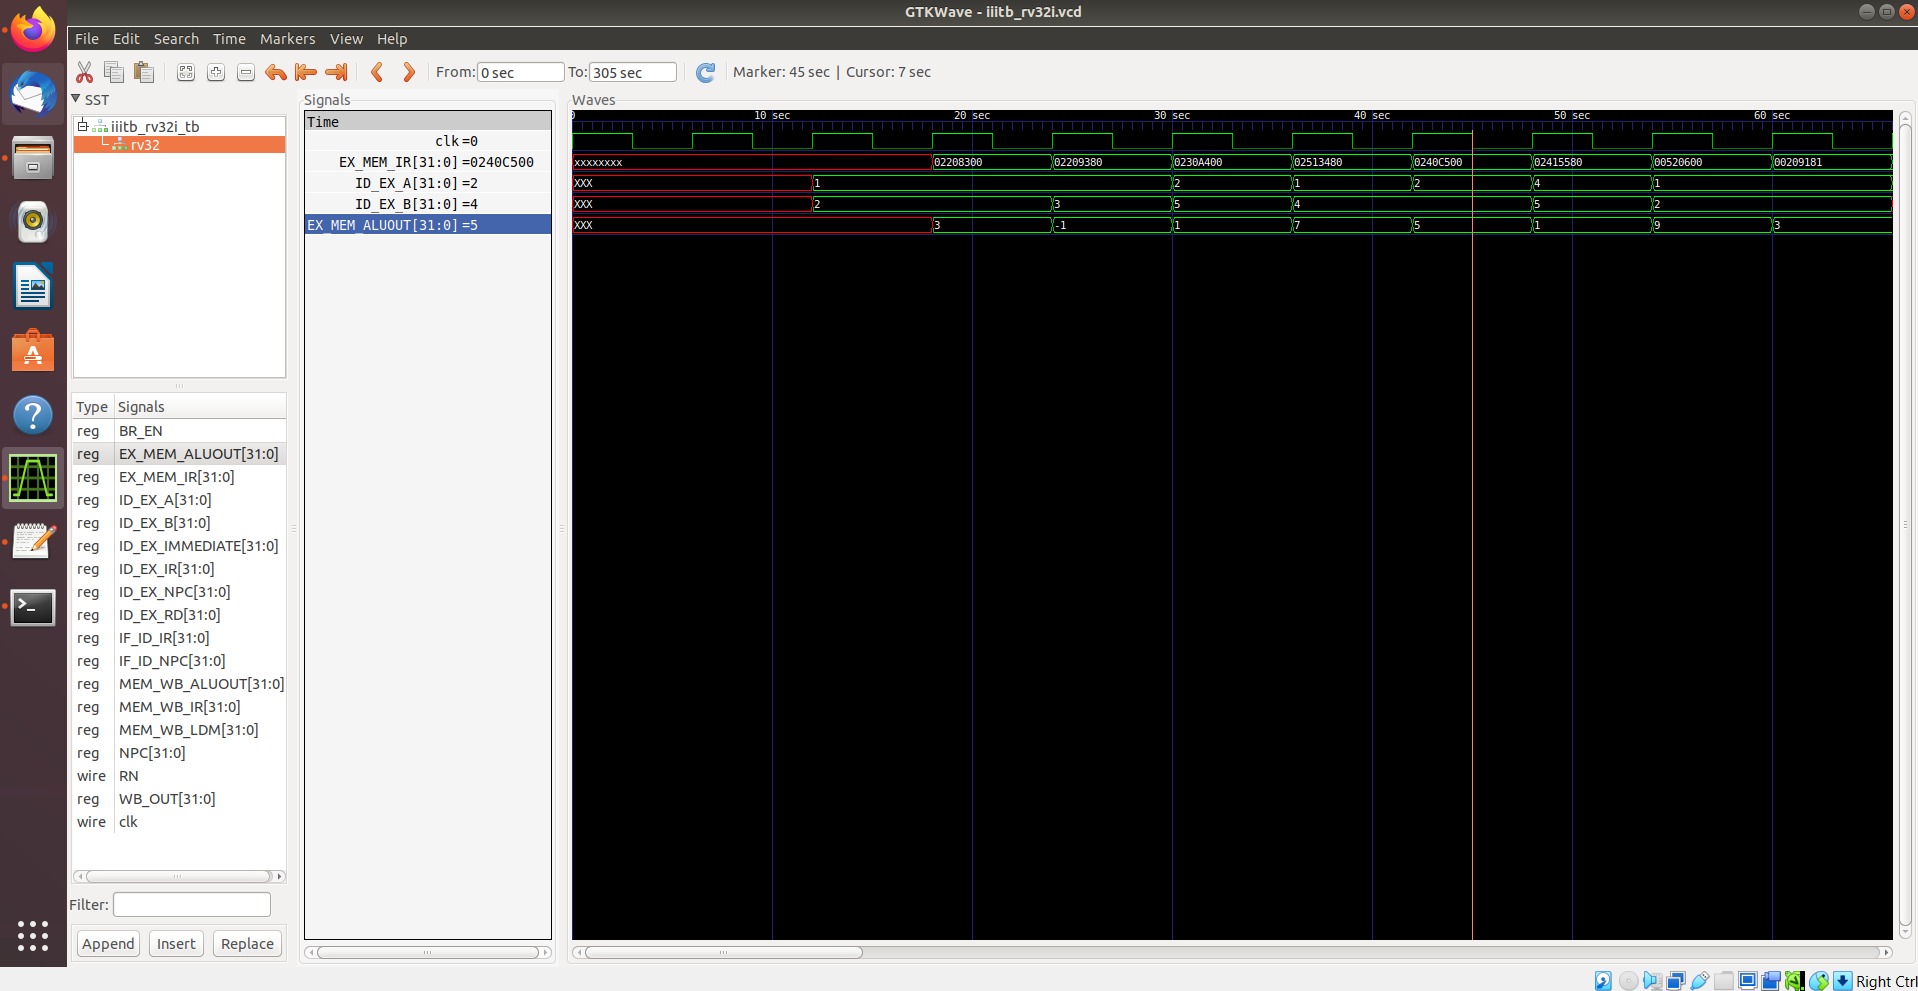 GTKWave - iiitb_rv32i.vcd
File Edit Search Time Markers View Help
From: 0 sec To: 305 sec Marker: 45 sec | Cursor: 7 sec
SST
iiitb_rv32i_tb
rv32
Type Signals
reg BR_EN
reg EX_MEM_ALUOUT[31:0]
reg EX_MEM_IR[31:0]
reg ID_EX_A[31:0]
reg ID_EX_B[31:0]
reg ID_EX_IMMEDIATE[31:0]
reg ID_EX_IR[31:0]
reg ID_EX_NPC[31:0]
reg ID_EX_RD[31:0]
reg IF_ID_IR[31:0]
reg IF_ID_NPC[31:0]
reg MEM_WB_ALUOUT[31:0]
reg MEM_WB_IR[31:0]
reg MEM_WB_LDM[31:0]
reg NPC[31:0]
wire RN
reg WB_OUT[31:0]
wire clk
Filter:
Append Insert Replace
Signals
Time
clk =0
EX_MEM_IR[31:0] =0240C500
ID_EX_A[31:0] =2
ID_EX_B[31:0] =4
EX_MEM_ALUOUT[31:0] =5
Waves
0 10 sec 20 sec 30 sec 40 sec 50 sec 60 sec
xxxxxxxx 02208300 02209380 0230A400 02513480 0240C500 02415580 00520600 00209181
XXX 1 2 1 2 4 1
XXX 2 3 5 4 5 2
XXX 3 -1 1 7 5 1 9 3
Right Ctrl